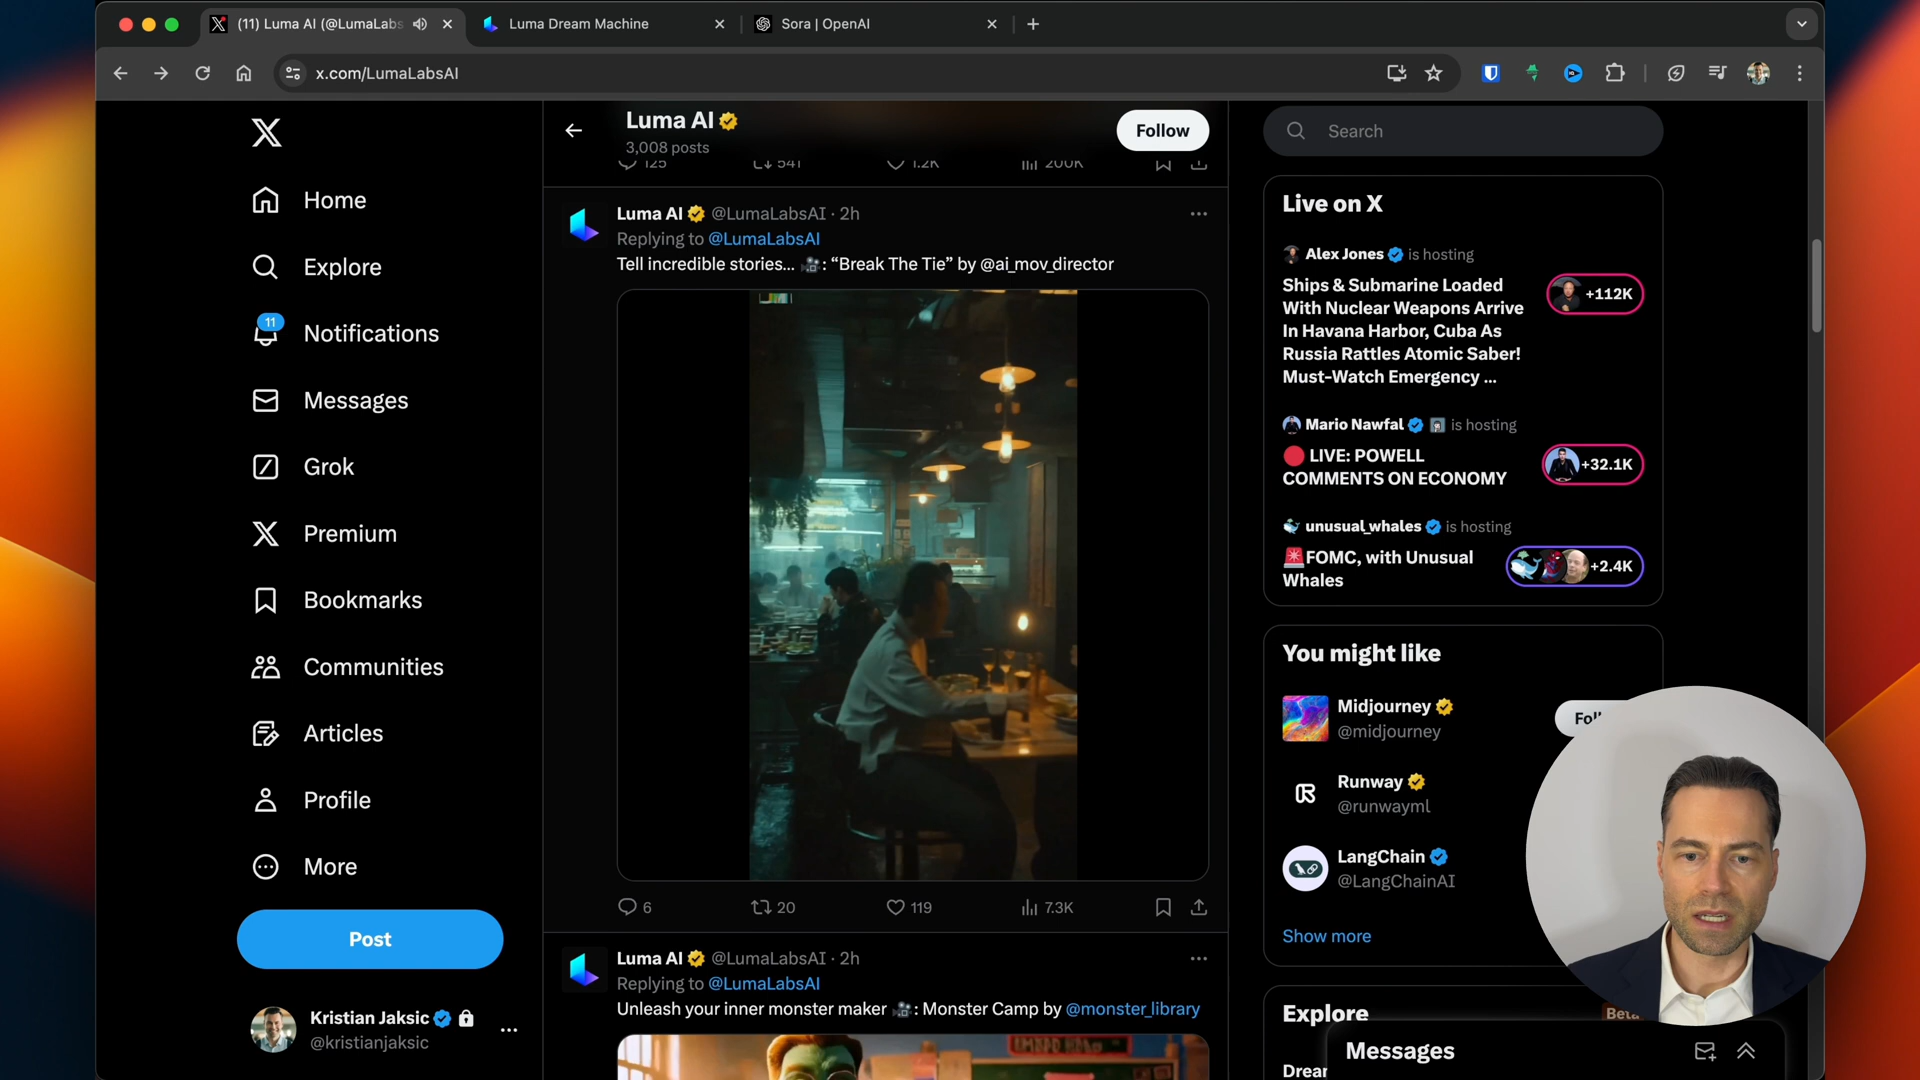 (11) Luma AI (@LumaLabs
Luma Dream Machine
Sora | OpenAI
x.com/LumaLabsAI
Home
Explore
11
Notifications
Messages
Grok
Premium
Bookmarks
Communities
Articles
Profile
More
Post
Kristian Jaksic
@kristianjaksic
Luma AI
3,008 posts
Follow
125 541 1.2K 200K
Luma AI @LumaLabsAI · 2h
Replying to @LumaLabsAI
Tell incredible stories... 🎥: “Break The Tie” by @ai_mov_director
6 20 119 7.3K
Luma AI @LumaLabsAI · 2h
Replying to @LumaLabsAI
Unleash your inner monster maker 🎥: Monster Camp by @monster_library
Search
Live on X
Alex Jones is hosting
Ships & Submarine Loaded
With Nuclear Weapons Arrive
In Havana Harbor, Cuba As
Russia Rattles Atomic Saber!
Must-Watch Emergency ...
+112K
Mario Nawfal is hosting
🔴 LIVE: POWELL
COMMENTS ON ECONOMY
+32.1K
unusual_whales is hosting
🚨FOMC, with Unusual
Whales
+2.4K
You might like
Midjourney
@midjourney
Runway
@runwayml
LangChain
@LangChainAI
Show more
Explore
Beta
Messages